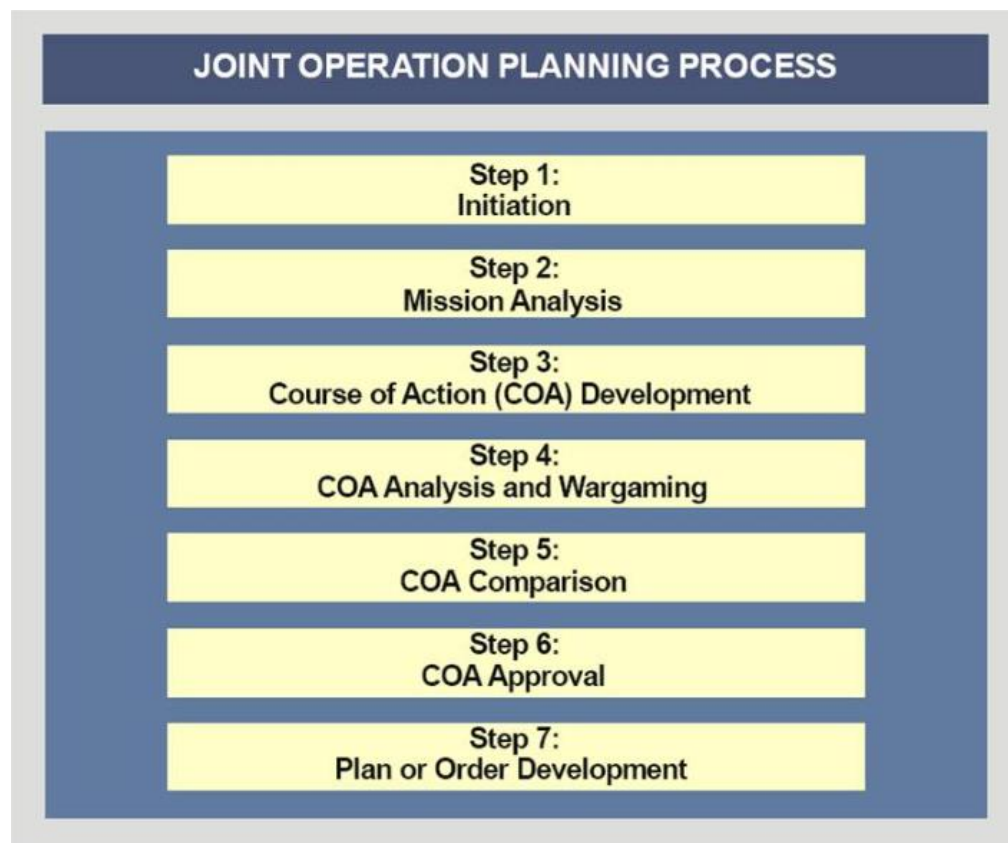 JOINT OPERATION PLANNING PROCESS
Step 1:
Initiation
Step 2:
Mission Analysis
Step 3:
Course of Action (COA) Development
Step 4:
COA Analysis and Wargaming
Step 5:
COA Comparison
Step 6:
COA Approval
Step 7:
Plan or Order Development